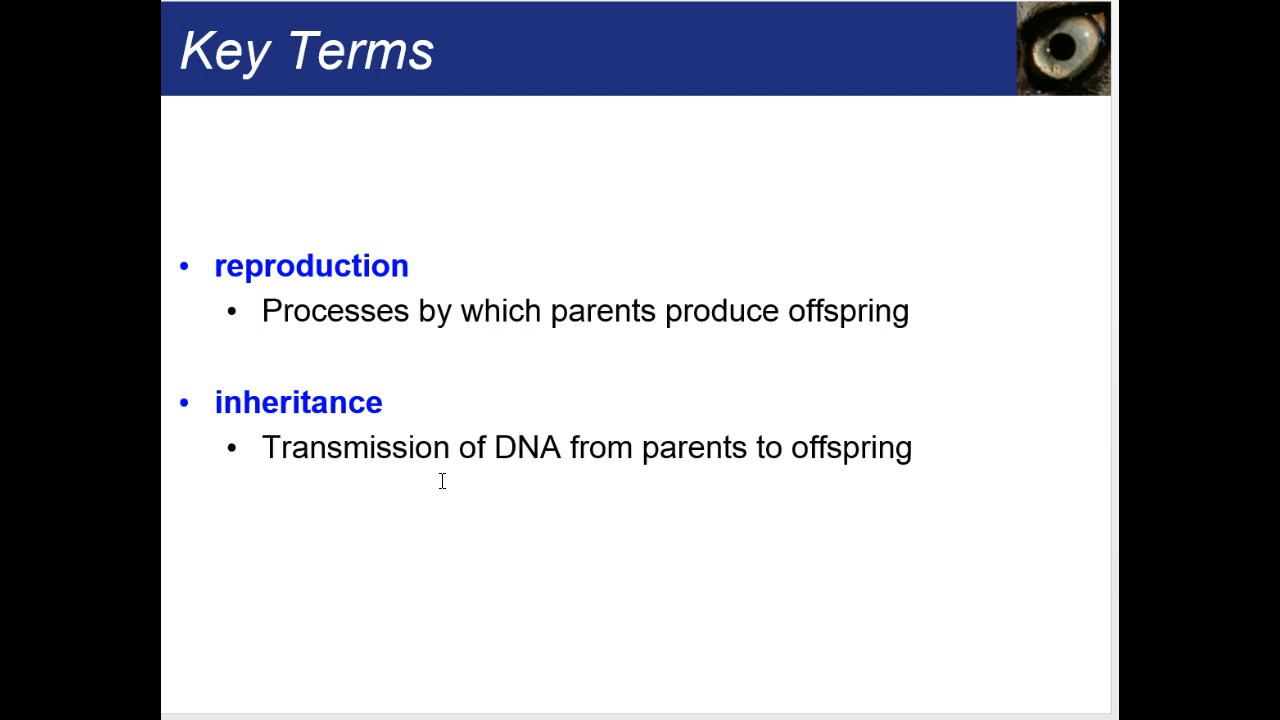 Key Terms
• reproduction
• Processes by which parents produce offspring
• inheritance
• Transmission of DNA from parents to offspring